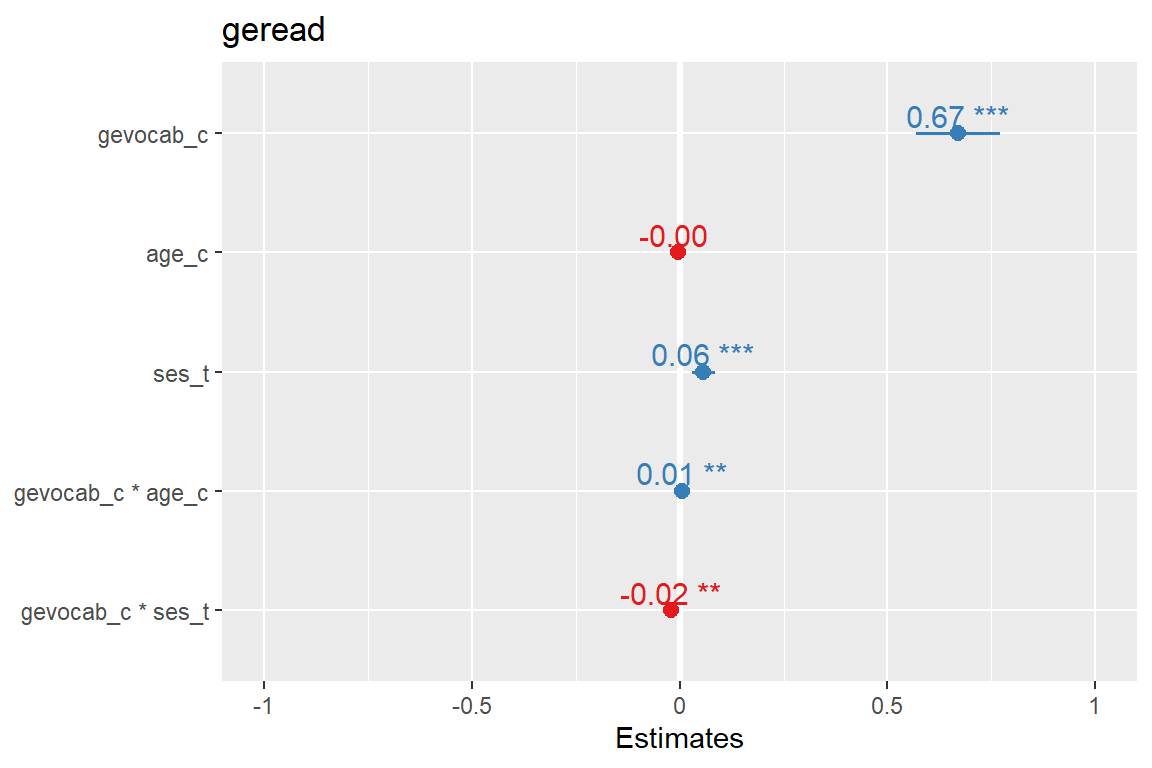 geread
gevocab_c
0.67 ***
age_c
-0.00
ses_t
0.06 ***
gevocab_c * age_c
0.01 **
gevocab_c * ses_t
-0.02 **
-1
-0.5
0
0.5
1
Estimates